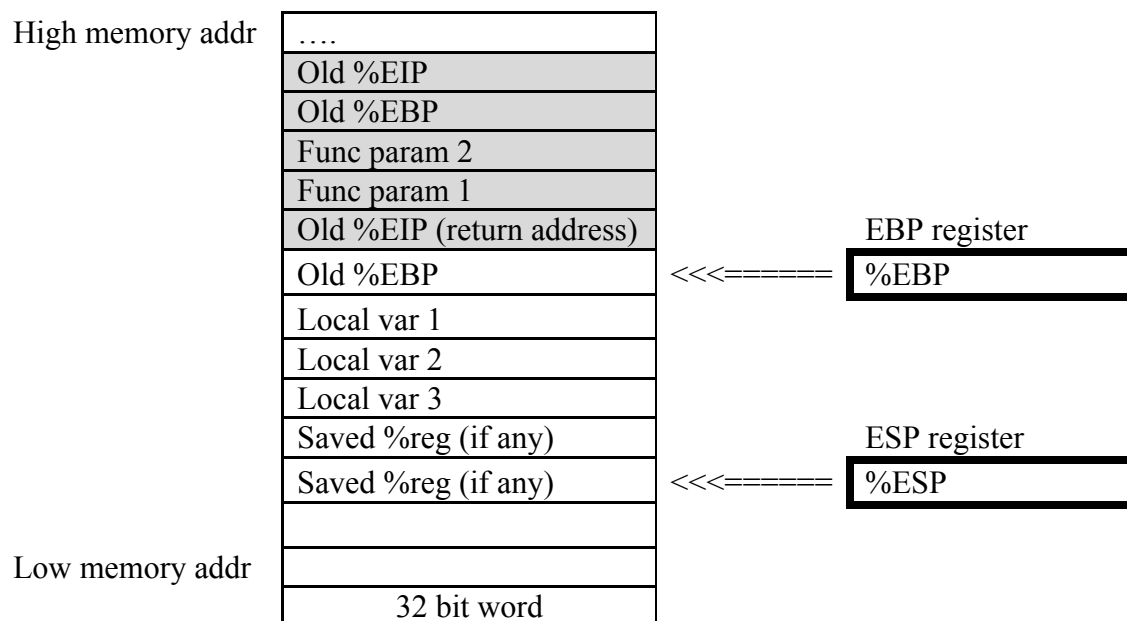 High memory addr
….
Old %EIP
Old %EBP
Func param 2
Func param 1
Old %EIP (return address)
EBP register
Old %EBP
<<<======
%EBP
Local var 1
Local var 2
Local var 3
Saved %reg (if any)
ESP register
Saved %reg (if any)
<<<======
%ESP
Low memory addr
32 bit word